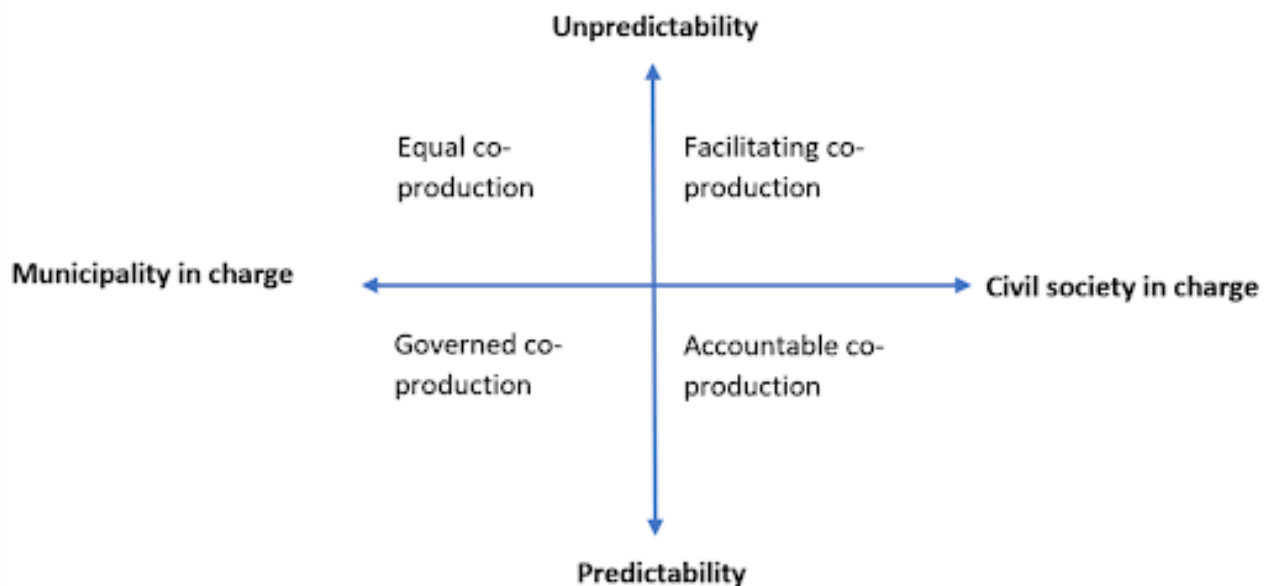 Unpredictability
Equal co-
production
Facilitating co-
production
Municipality in charge
Civil society in charge
Governed co-
production
Accountable co-
production
Predictability